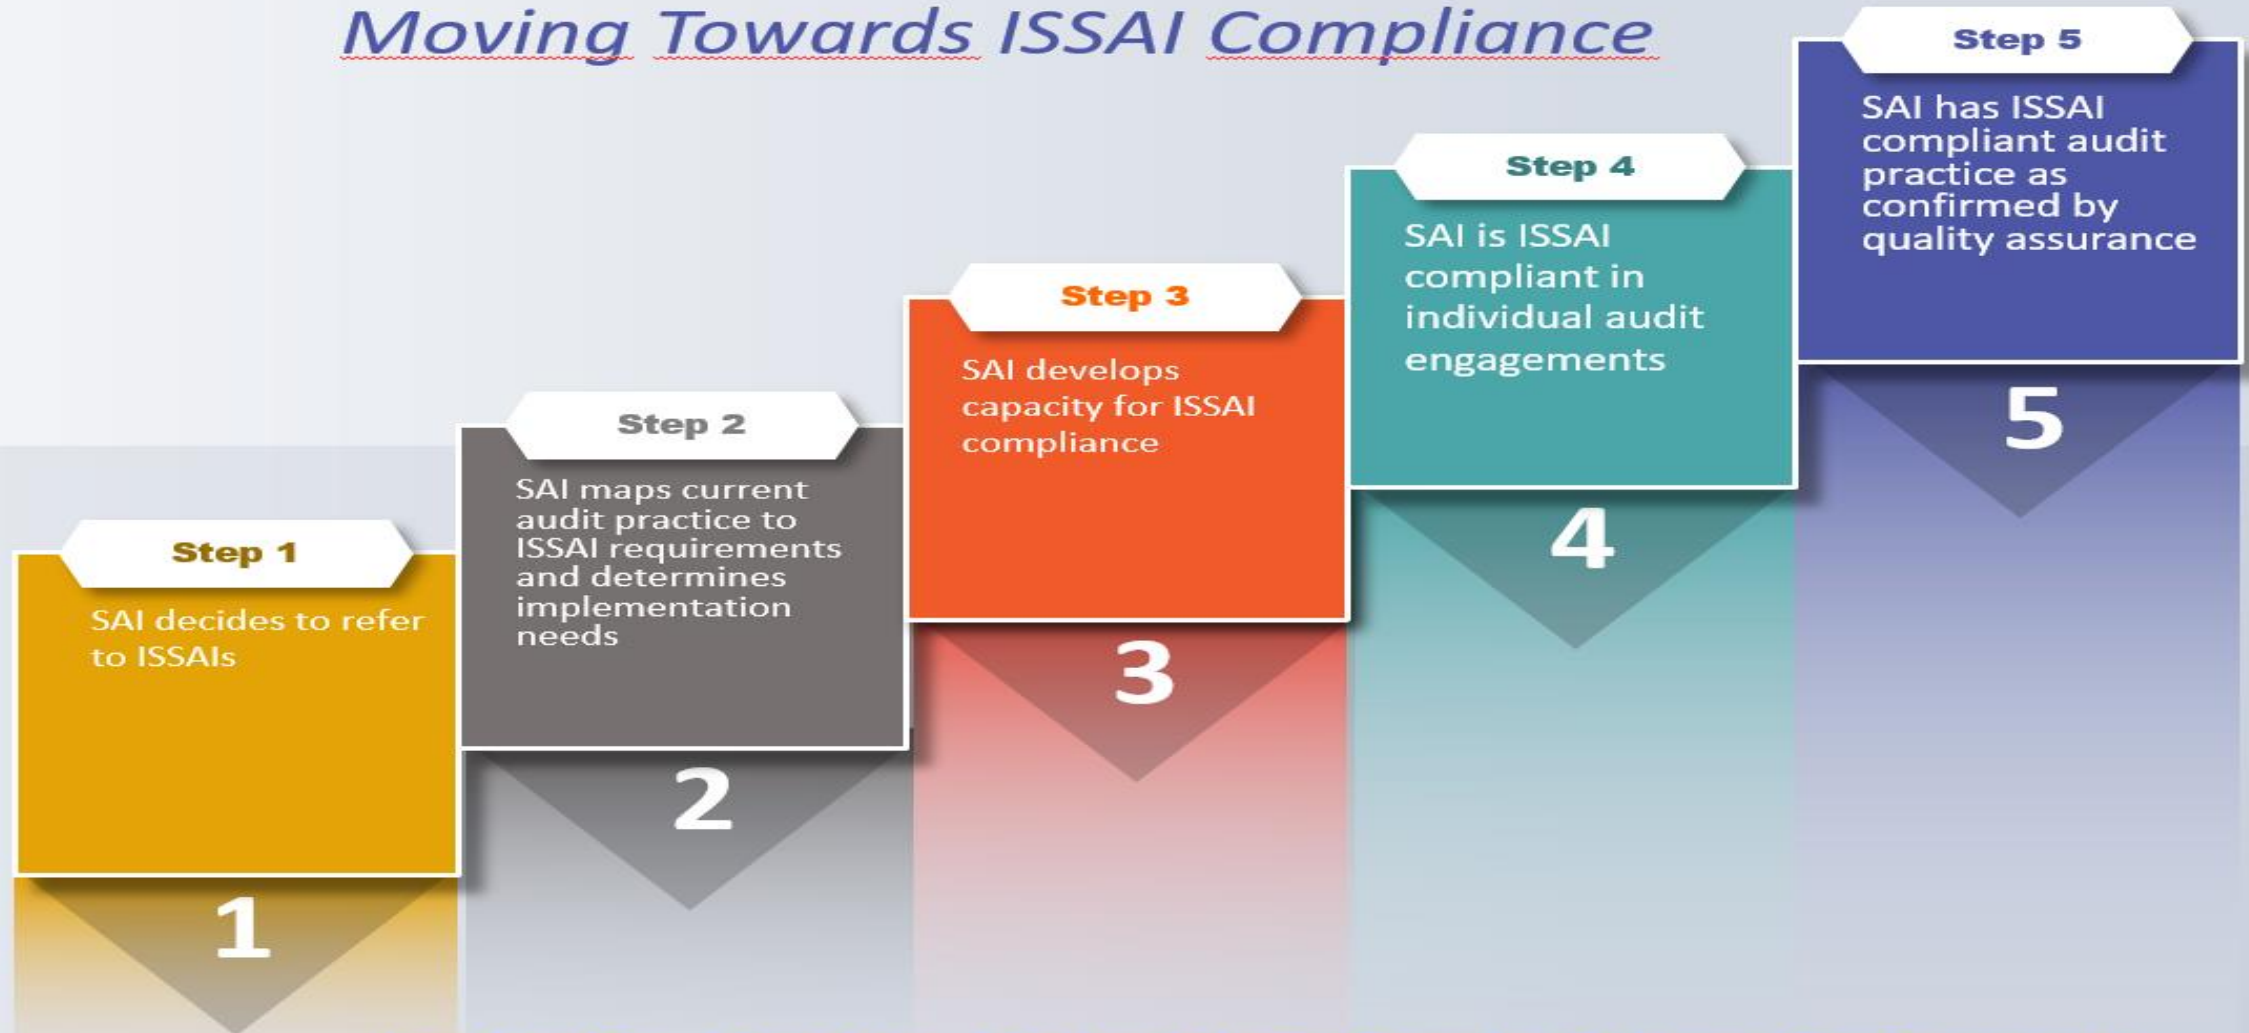 Moving Towards ISSAI Compliance
Step 1
SAI decides to refer
to ISSAIs
1
Step 2
SAI maps current
audit practice to
ISSAI requirements
and determines
implementation
needs
2
Step 3
SAI develops
capacity for ISSAI
compliance
3
Step 4
SAI is ISSAI
compliant in
individual audit
engagements
4
Step 5
SAI has ISSAI
compliant audit
practice as
confirmed by
quality assurance
5